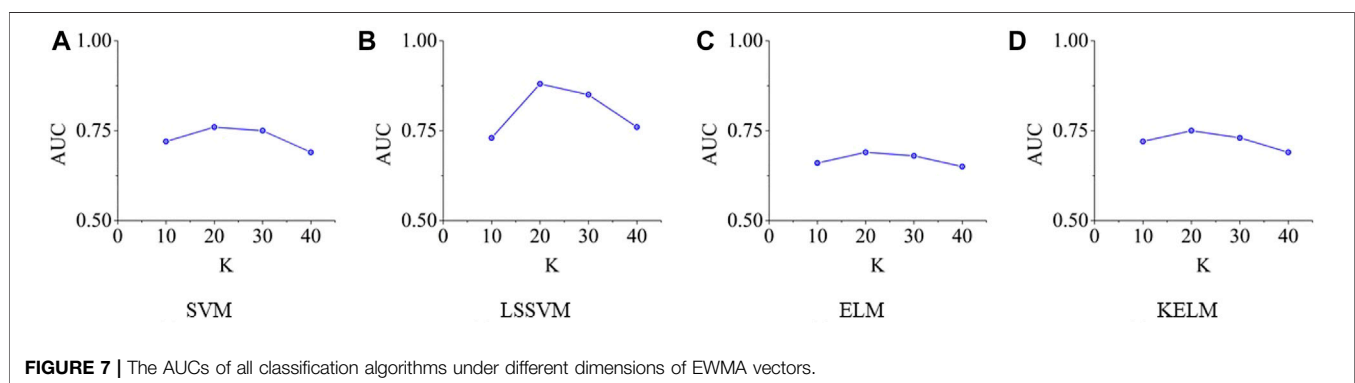 A
1.00
0.75
0.50
AUC
0 10 20 30 40
K
SVM
B
1.00
0.75
0.50
AUC
0 10 20 30 40
K
LSSVM
C
1.00
0.75
0.50
AUC
0 10 20 30 40
K
ELM
D
1.00
0.75
0.50
AUC
0 10 20 30 40
K
KELM
FIGURE 7 | The AUCs of all classification algorithms under different dimensions of EWMA vectors.